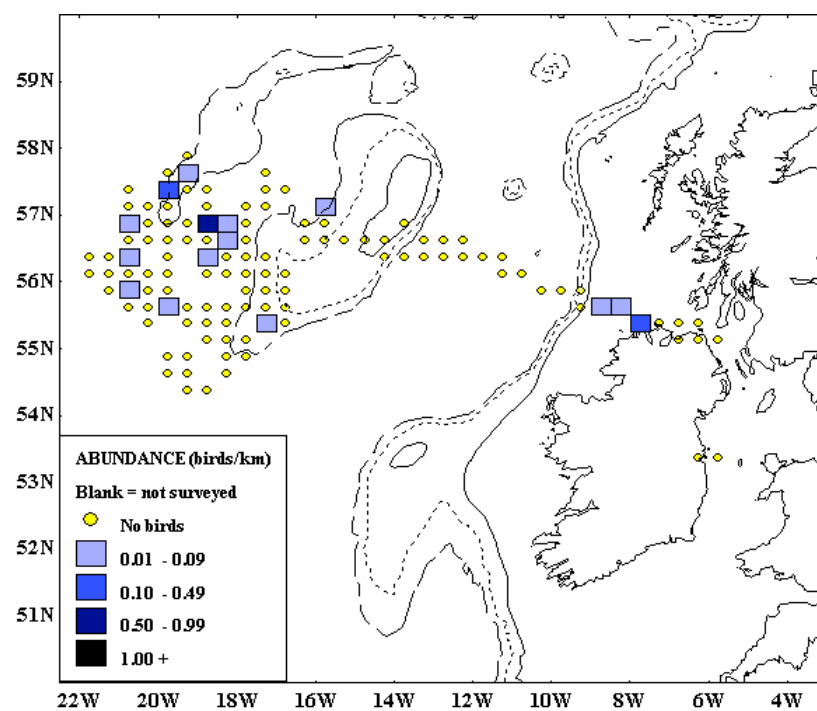 59N
58N
57N
56N
55N
54N
53N
52N
51N
ABUNDANCE (birds/km)
Blank = not surveyed
No birds
0.01 - 0.09
0.10 - 0.49
0.50 - 0.99
1.00 +
22W 20W 18W 16W 14W 12W 10W 8W 6W 4W